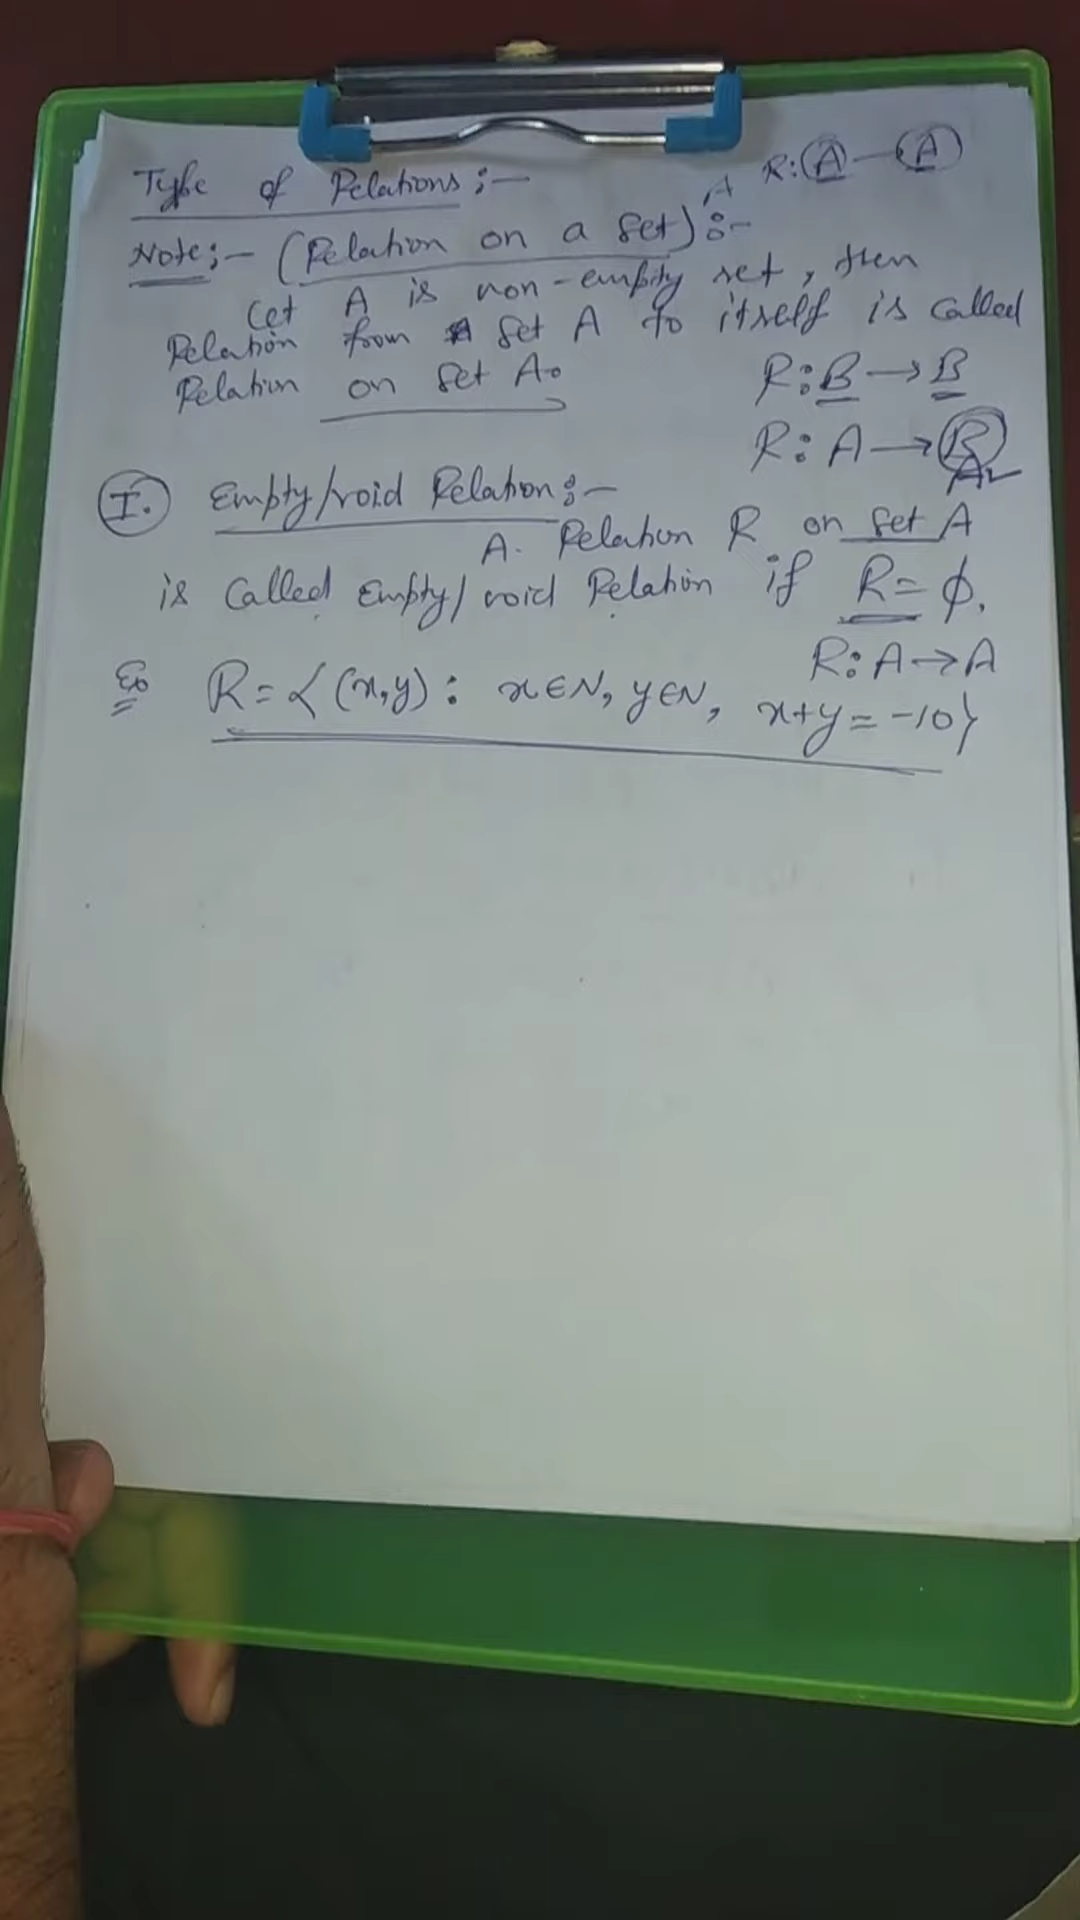 Type of Relations :- R: A — A
Note :- (Relation on a set) A :-
Let A is non-empty set, then
Relation from set A to itself is called
Relation on set A.
R: B → B
R: A → B
A
I. Empty/void Relation :-
A. Relation R on set A
is called Empty/void Relation if R = ϕ.
R: A → A
Ex R = { (x,y) : x∈N, y∈N, x+y = -10}